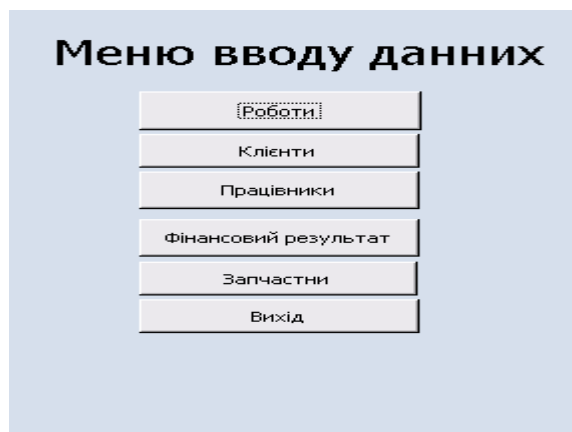 Меню вводу данних
Роботи
Клієнти
Працівники
Фінансовий результат
Запчастни
Вихід